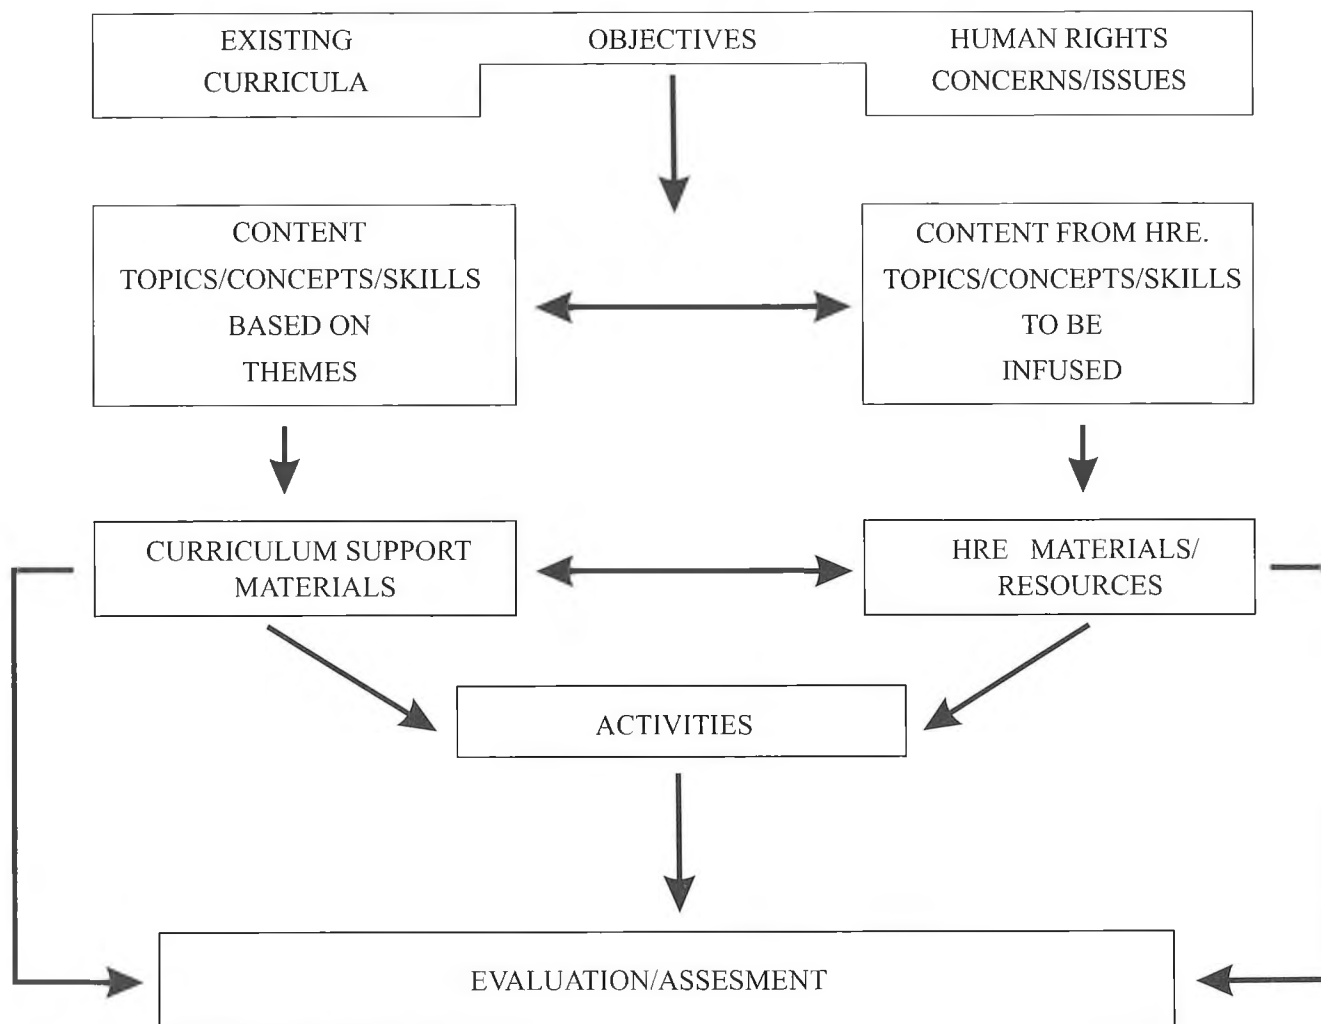 EXISTING
CURRICULA
OBJECTIVES
HUMAN RIGHTS
CONCERNS/ISSUES
CONTENT
TOPICS/CONCEPTS/SKILLS
BASED ON
THEMES
CONTENT FROM HRE.
TOPICS/CONCEPTS/SKILLS
TO BE
INFUSED
CURRICULUM SUPPORT
MATERIALS
HRE MATERIALS/
RESOURCES
ACTIVITIES
EVALUATION/ASSESMENT